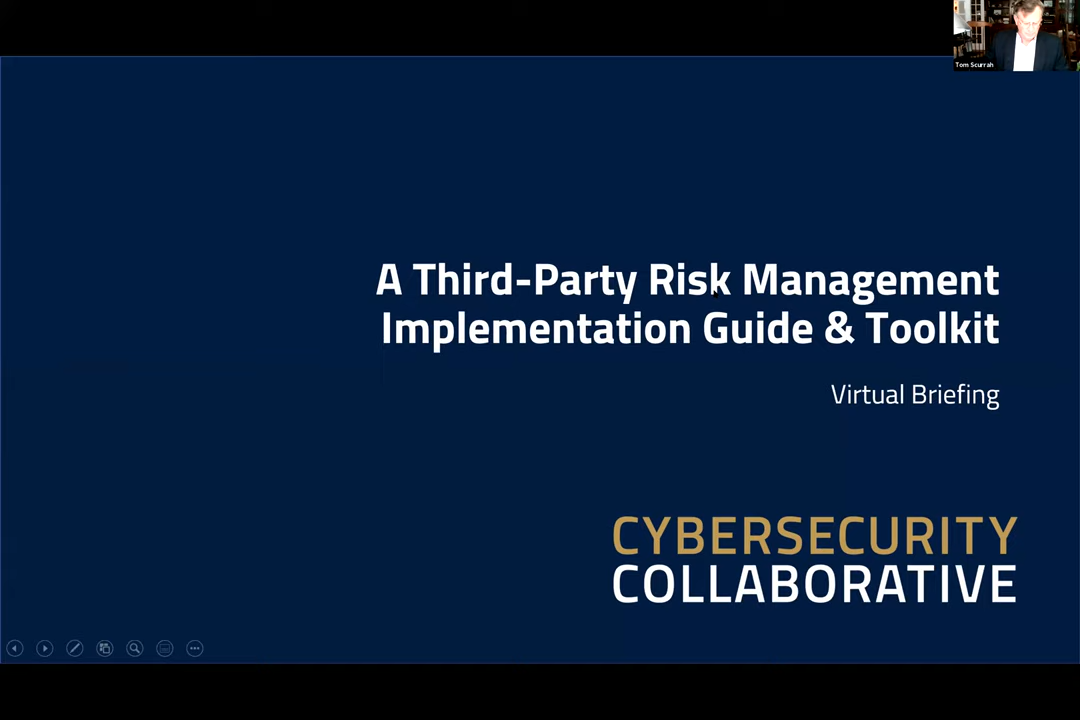 Tom Scurrah
A Third-Party Risk Management
Implementation Guide & Toolkit
Virtual Briefing
CYBERSECURITY
COLLABORATIVE